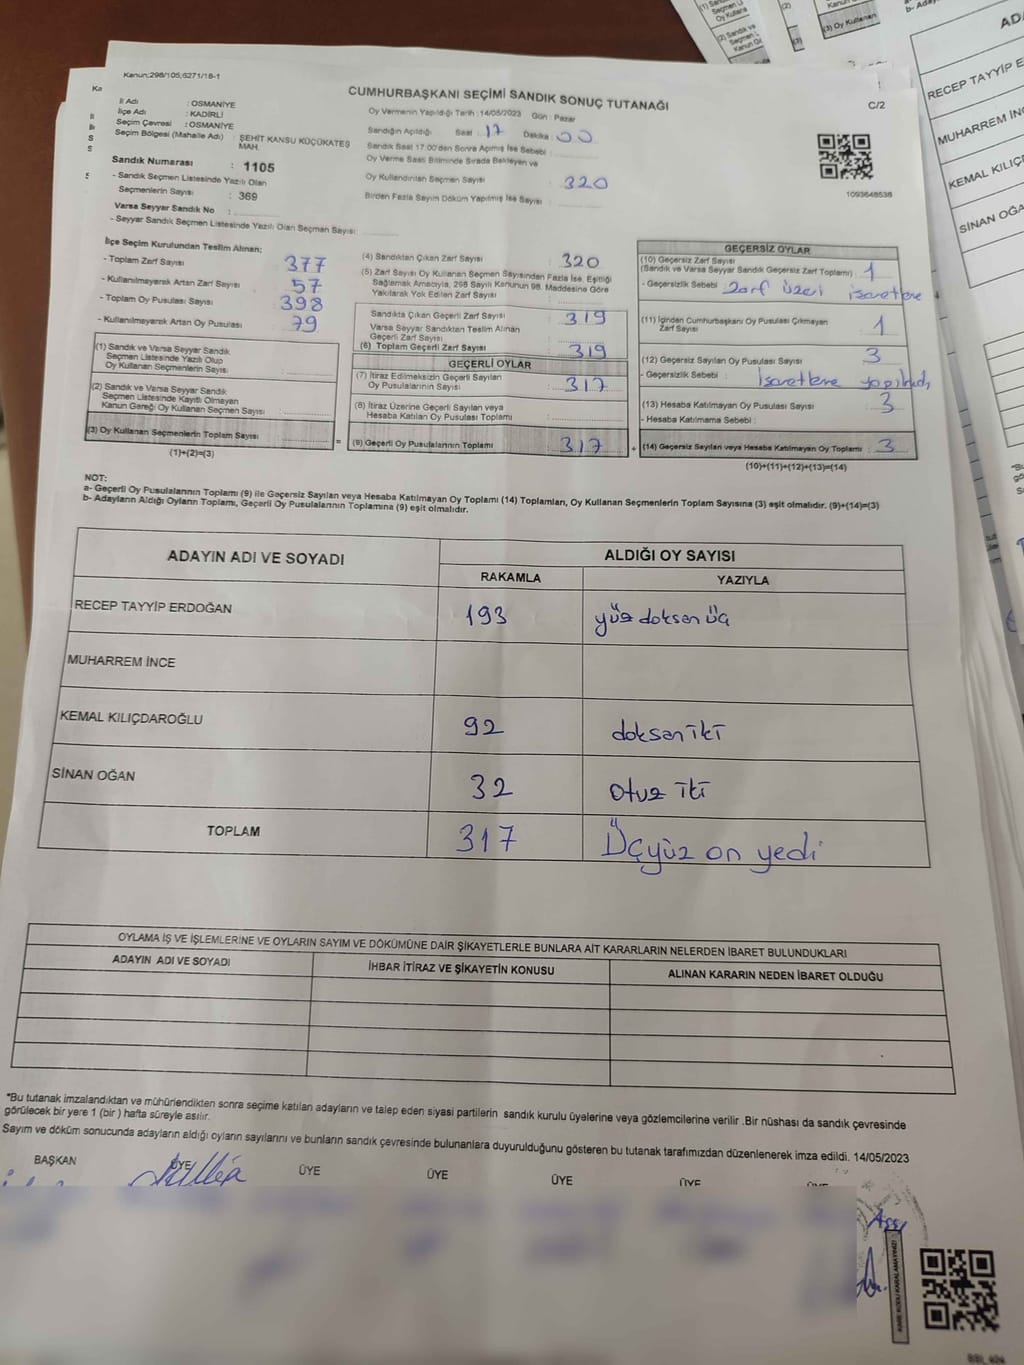 Kanun:298/105,6271/18-1
CUMHURBAŞKANI SEÇİMİ SANDIK SONUÇ TUTANAĞI
C/2
İl Adı : OSMANİYE
İlçe Adı : KADİRLİ
Seçim Çevresi : OSMANİYE
Seçim Bölgesi (Mahalle Adı) : ŞEHİT KANSU KÜÇÜKATEŞ MAH.
Sandık Numarası : 1105
- Sandık Seçmen Listesinde Yazılı Olan
Seçmenlerin Sayısı : 369
Varsa Seyyar Sandık No :
- Seyyar Sandık Seçmen Listesinde Yazılı Olan Seçmen Sayısı:
Oy Vermenin Yapıldığı Tarih :14/05/2023 Gün : Pazar
Sandığın Açıldığı Saat : 17 Dakika : 00
Sandık Saat 17:00'den Sonra Açılmış İse Sebebi :
Oy Verme Saati Bitiminde Sırada Bekleyen ve
Oy Kullandırılan Seçmen Sayısı : 320
Birden Fazla Sayım Döküm Yapılmış İse Sayısı :
1093648536
İlçe Seçim Kurulundan Teslim Alınan;
- Toplam Zarf Sayısı : 377
- Kullanılmayarak Artan Zarf Sayısı : 57
- Toplam Oy Pusulası Sayısı : 398
- Kullanılmayarak Artan Oy Pusulası : 79
(1) Sandık ve Varsa Seyyar Sandık
Seçmen Listesinde Yazılı Olup
Oy Kullanan Seçmenlerin Sayısı :
(2) Sandık ve Varsa Seyyar Sandık
Seçmen Listesinde Kayıtlı Olmayan
Kanun Gereği Oy Kullanan Seçmen Sayısı :
(3) Oy Kullanan Seçmenlerin Toplam Sayısı :
(1)+(2)=(3)
(4) Sandıktan Çıkan Zarf Sayısı : 320
(5) Zarf Sayısı Oy Kullanan Seçmen Sayısından Fazla İse, Eşitliği
Sağlamak Amacıyla, 298 Sayılı Kanunun 98. Maddesine Göre
Yakılarak Yok Edilen Zarf Sayısı :
Sandıkta Çıkan Geçerli Zarf Sayısı : 319
Varsa Seyyar Sandıktan Teslim Alınan
Geçerli Zarf Sayısı :
(6) Toplam Geçerli Zarf Sayısı : 319
GEÇERLİ OYLAR
(7) İtiraz Edilmeksizin Geçerli Sayılan
Oy Pusulalarının Sayısı : 317
(8) İtiraz Üzerine Geçerli Sayılan veya
Hesaba Katılan Oy Pusulası Toplamı :
= (9) Geçerli Oy Pusulalarının Toplamı : 317 +
GEÇERSİZ OYLAR
(10) Geçersiz Zarf Sayısı
(Sandık ve Varsa Seyyar Sandık Geçersiz Zarf Toplamı) : 1
- Geçersizlik Sebebi : Zarf üzeri işaretleme
(11) İçinden Cumhurbaşkanı Oy Pusulası Çıkmayan
Zarf Sayısı : 1
(12) Geçersiz Sayılan Oy Pusulası Sayısı : 3
- Geçersizlik Sebebi : İşaretleme yapılmadı
(13) Hesaba Katılmayan Oy Pusulası Sayısı : 3
- Hesaba Katılmama Sebebi :
(14) Geçersiz Sayılan veya Hesaba Katılmayan Oy Toplamı : 3
(10)+(11)+(12)+(13)=(14)
NOT:
a- Geçerli Oy Pusulalarının Toplamı (9) ile Geçersiz Sayılan veya Hesaba Katılmayan Oy Toplamı (14) Toplamları, Oy Kullanan Seçmenlerin Toplam Sayısına (3) eşit olmalıdır. (9)+(14)=(3)
b- Adayların Aldığı Oyların Toplamı, Geçerli Oy Pusulalarının Toplamına (9) eşit olmalıdır.
ADAYIN ADI VE SOYADI ALDIĞI OY SAYISI
RAKAMLA YAZIYLA
RECEP TAYYİP ERDOĞAN 193 yüz doksan üç
MUHARREM İNCE
KEMAL KILIÇDAROĞLU 92 doksan iki
SİNAN OĞAN 32 otuz iki
TOPLAM 317 Üçyüz on yedi
OYLAMA İŞ VE İŞLEMLERİNE VE OYLARIN SAYIM VE DÖKÜMÜNE DAİR ŞİKAYETLERLE BUNLARA AİT KARARLARIN NELERDEN İBARET BULUNDUKLARI
ADAYIN ADI VE SOYADI İHBAR İTİRAZ VE ŞİKAYETİN KONUSU ALINAN KARARIN NEDEN İBARET OLDUĞU
*Bu tutanak imzalandıktan ve mühürlendikten sonra seçime katılan adayların ve talep eden siyasi partilerin sandık kurulu üyelerine veya gözlemcilerine verilir .Bir nüshası da sandık çevresinde
görülecek bir yere 1 (bir ) hafta süreyle asılır.
Sayım ve döküm sonucunda adayların aldığı oyların sayılarını ve bunların sandık çevresinde bulunanlara duyurulduğunu gösteren bu tutanak tarafımızdan düzenlenerek imza edildi. 14/05/2023
BAŞKAN ÜYE ÜYE ÜYE ÜYE ÜYE ÜYE
KARE KODU KARALAMAYINIZ!
RECEP TAYYİP E
MUHARREM İNC
KEMAL KILIÇD
SİNAN OĞA
(3) Oy Kullanan